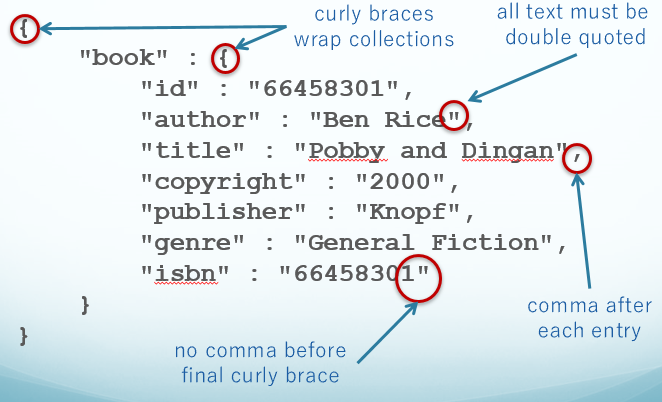 curly braces
wrap collections
all text must be
double quoted
{
"book" : {
"id" : "66458301",
"author" : "Ben Rice",
"title" : "Pobby and Dingan",
"copyright" : "2000",
"publisher" : "Knopf",
"genre" : "General Fiction",
"isbn" : "66458301"
}
}
comma after
each entry
no comma before
final curly brace